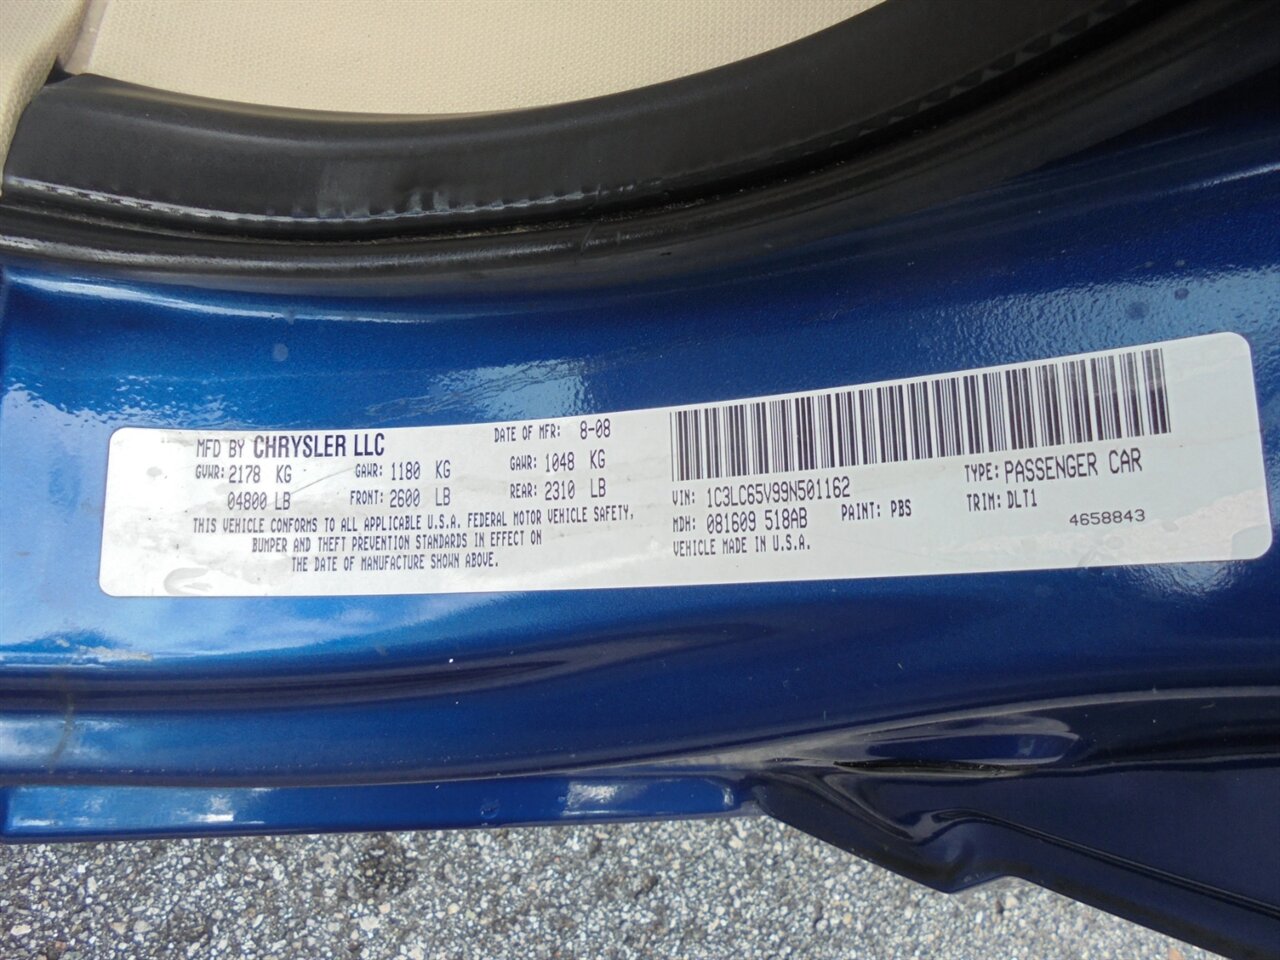 MFD BY CHRYSLER LLC DATE OF MFR: 8-08
GVWR: 2178 KG GAWR: 1180 KG GAWR: 1048 KG
04800 LB FRONT: 2600 LB REAR: 2310 LB
THIS VEHICLE CONFORMS TO ALL APPLICABLE U.S.A. FEDERAL MOTOR VEHICLE SAFETY,
BUMPER AND THEFT PREVENTION STANDARDS IN EFFECT ON
THE DATE OF MANUFACTURE SHOWN ABOVE.
VIN: 1C3LC65V99N501162 TYPE: PASSENGER CAR
MDH: 081609 518AB PAINT: PBS TRIM: DLT1
VEHICLE MADE IN U.S.A. 4658843